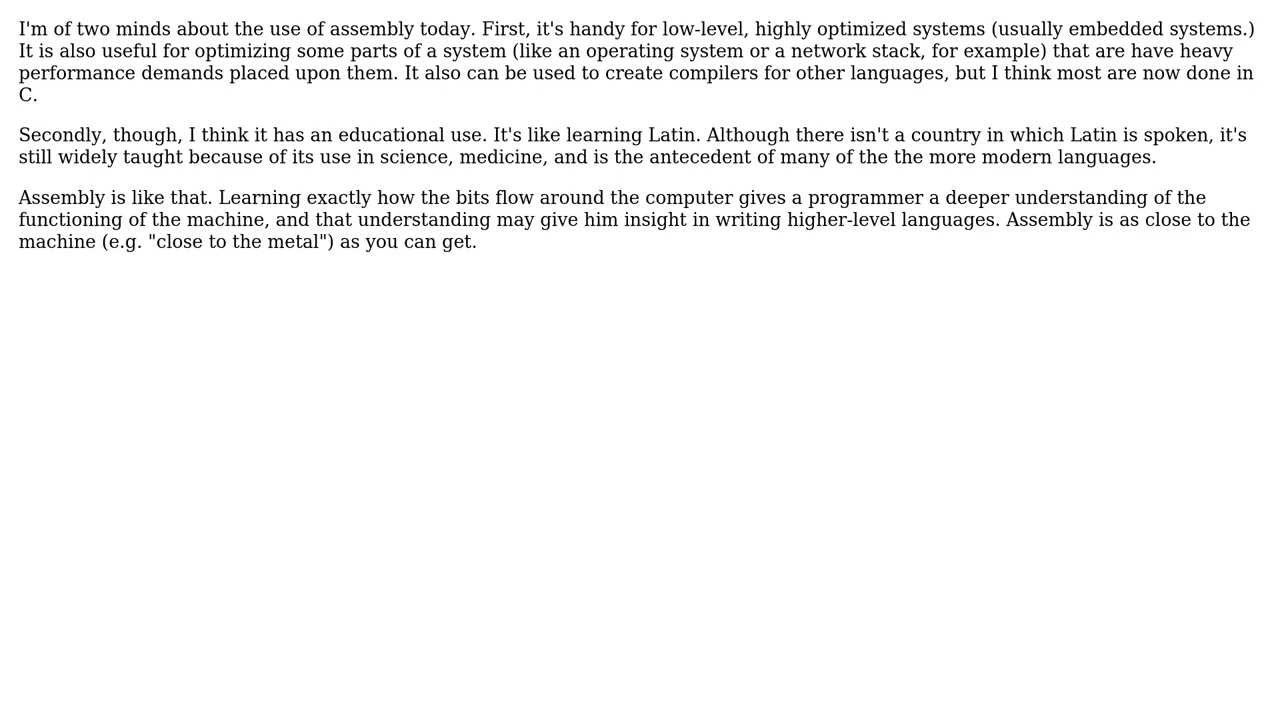 I'm of two minds about the use of assembly today. First, it's handy for low-level, highly optimized systems (usually embedded systems.)
It is also useful for optimizing some parts of a system (like an operating system or a network stack, for example) that are have heavy
performance demands placed upon them. It also can be used to create compilers for other languages, but I think most are now done in
C.
Secondly, though, I think it has an educational use. It's like learning Latin. Although there isn't a country in which Latin is spoken, it's
still widely taught because of its use in science, medicine, and is the antecedent of many of the the more modern languages.
Assembly is like that. Learning exactly how the bits flow around the computer gives a programmer a deeper understanding of the
functioning of the machine, and that understanding may give him insight in writing higher-level languages. Assembly is as close to the
machine (e.g. "close to the metal") as you can get.